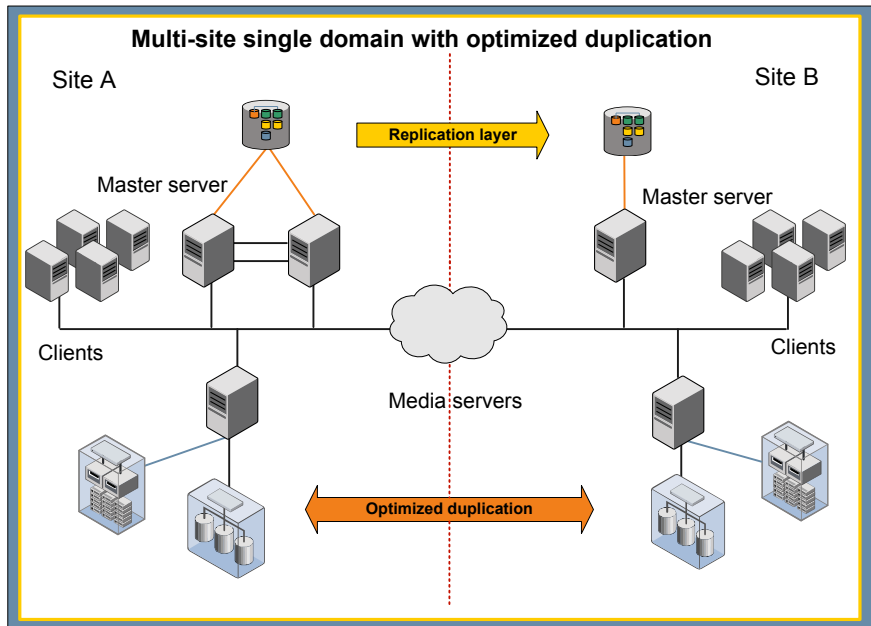 Multi-site single domain with optimized duplication
Site A
Site B
Replication layer
Master server
Master server
Clients
Clients
Media servers
Optimized duplication